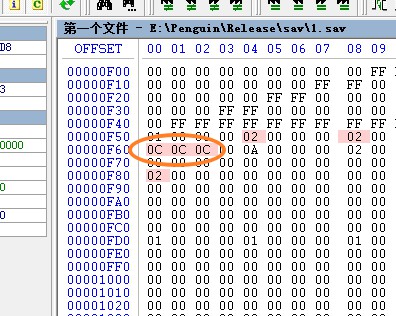 第一个文件 - E:\Penguin\Release\sav\1.sav
D8
3
0000
0
OFFSET 00 01 02 03 04 05 06 07 08 09
00000F00 00 00 00 00 00 00 00 00 00 FF
00000F10 00 00 00 00 00 00 00 FF FF 00
00000F20 00 00 00 00 00 FF FF 00 00 00
00000F30 00 00 00 FF FF 00 00 00 00 00
00000F40 00 FF FF FF FF FF FF FF FF FF
00000F50 01 00 00 00 02 00 00 00 02 00
00000F60 0C 0C 0C 00 0A 00 00 00 02 00
00000F70 00 00 00 00 00 00 00 00 00 00
00000F80 02 00 00 00 00 00 00 00 00 00
00000F90 00 00 00 00 00 00 00 00 00 00
00000FA0 00 00 00 00 00 00 00 00 00 00
00000FB0 00 00 00 00 00 00 00 00 00 00
00000FC0 00 00 00 00 00 00 00 00 00 00
00000FD0 01 00 00 00 01 00 00 00 01 00
00000FE0 00 00 00 00 00 00 00 00 00 00
00000FF0 00 00 00 00 00 00 00 00 00 00
00001000 00 00 00 00 00 00 00 00 00 00
00001010 00 00 00 00 00 00 00 00 00 00
00001020 00 00 00 00 00 00 00 00 00 00